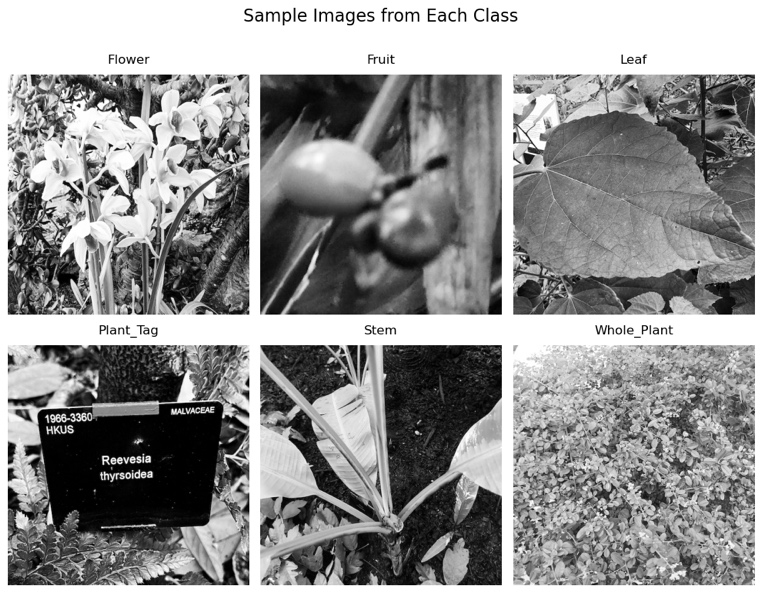 Sample Images from Each Class
Flower
Fruit
Leaf
Plant_Tag
Stem
Whole_Plant
1966-3360
MALVACEAE
HKUS
Reevesia
thyrsoidea